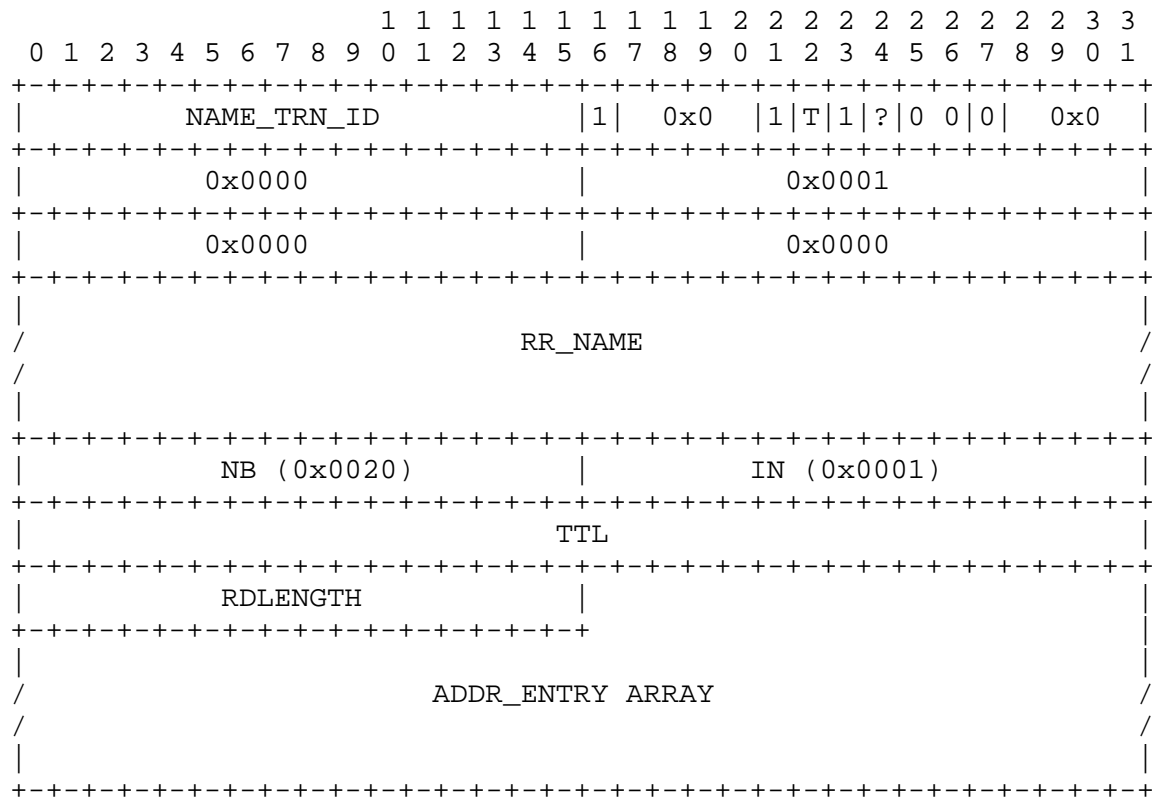 1 1 1 1 1 1 1 1 1 1 2 2 2 2 2 2 2 2 2 2 3 3
 0 1 2 3 4 5 6 7 8 9 0 1 2 3 4 5 6 7 8 9 0 1 2 3 4 5 6 7 8 9 0 1
+-+-+-+-+-+-+-+-+-+-+-+-+-+-+-+-+-+-+-+-+-+-+-+-+-+-+-+-+-+-+-+-+
|         NAME_TRN_ID           |1|  0x0  |1|T|1|?|0 0|0|  0x0  |
+-+-+-+-+-+-+-+-+-+-+-+-+-+-+-+-+-+-+-+-+-+-+-+-+-+-+-+-+-+-+-+-+
|          0x0000               |           0x0001              |
+-+-+-+-+-+-+-+-+-+-+-+-+-+-+-+-+-+-+-+-+-+-+-+-+-+-+-+-+-+-+-+-+
|          0x0000               |           0x0000              |
+-+-+-+-+-+-+-+-+-+-+-+-+-+-+-+-+-+-+-+-+-+-+-+-+-+-+-+-+-+-+-+-+
|                                                               |
/                            RR_NAME                            /
/                                                               /
|                                                               |
+-+-+-+-+-+-+-+-+-+-+-+-+-+-+-+-+-+-+-+-+-+-+-+-+-+-+-+-+-+-+-+-+
|           NB (0x0020)         |         IN (0x0001)           |
+-+-+-+-+-+-+-+-+-+-+-+-+-+-+-+-+-+-+-+-+-+-+-+-+-+-+-+-+-+-+-+-+
|                              TTL                              |
+-+-+-+-+-+-+-+-+-+-+-+-+-+-+-+-+-+-+-+-+-+-+-+-+-+-+-+-+-+-+-+-+
|           RDLENGTH            |                               |
+-+-+-+-+-+-+-+-+-+-+-+-+-+-+-+-+                               |
|                                                               |
/                       ADDR_ENTRY ARRAY                        /
/                                                               /
|                                                               |
+-+-+-+-+-+-+-+-+-+-+-+-+-+-+-+-+-+-+-+-+-+-+-+-+-+-+-+-+-+-+-+-+